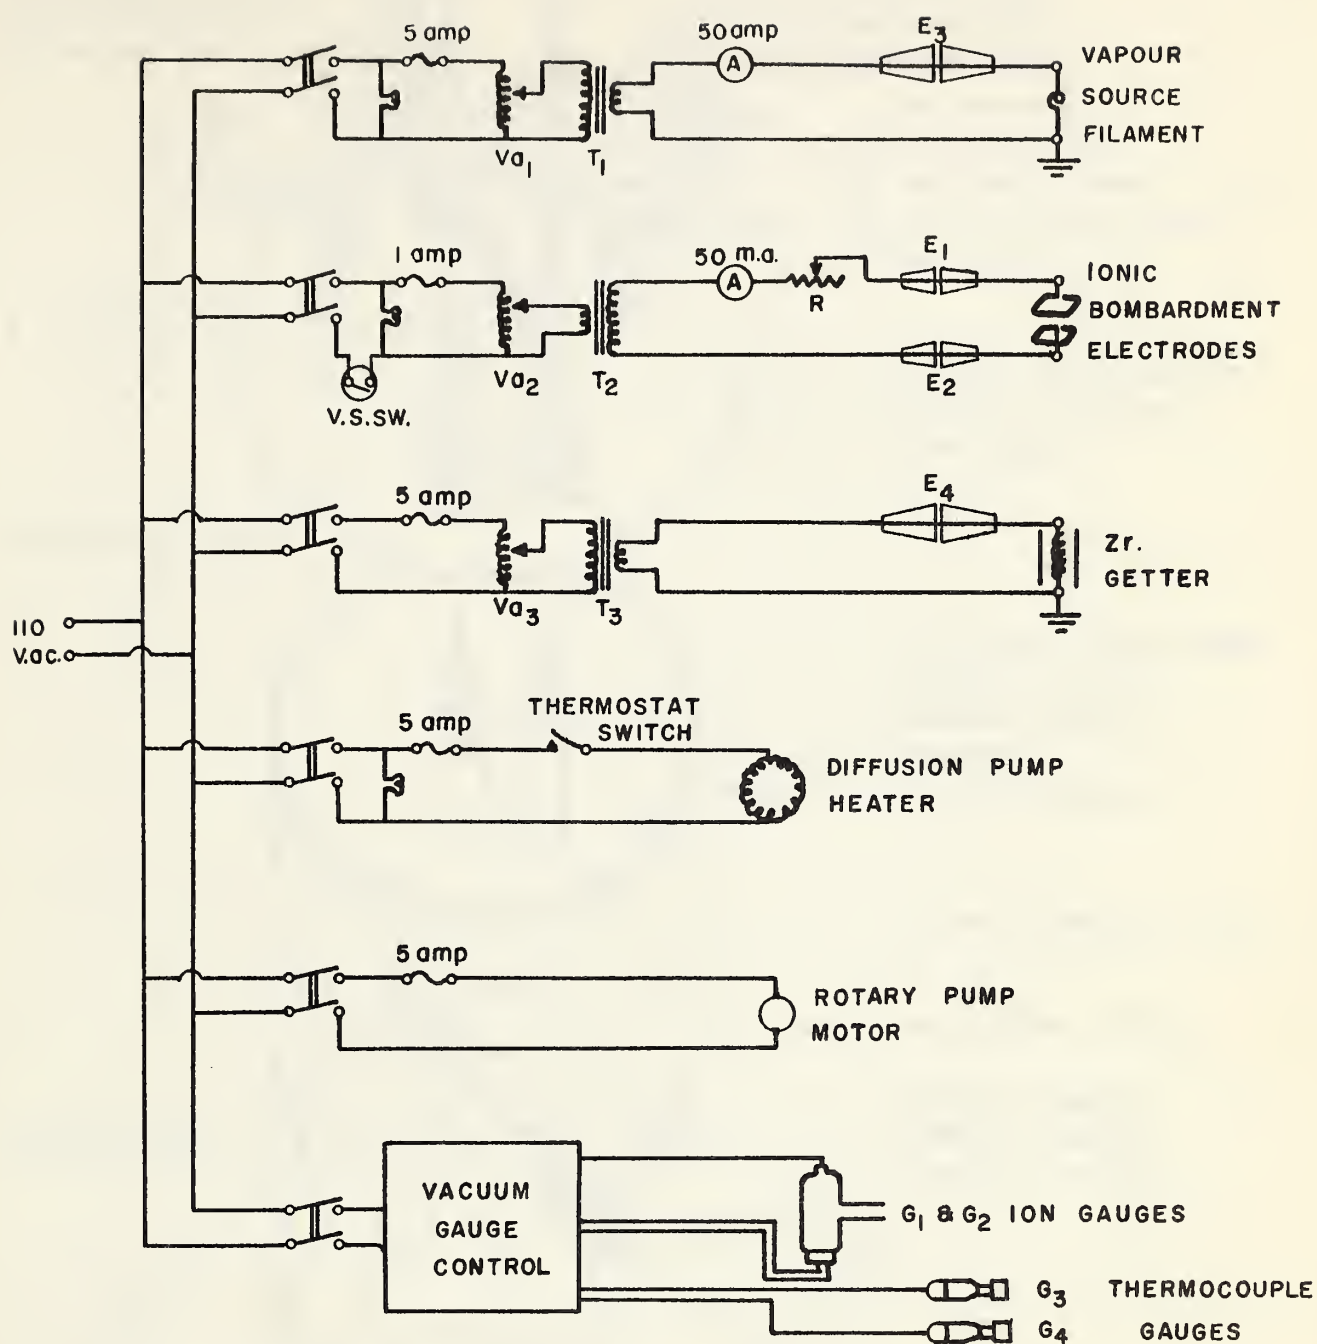 5 amp
50 amp
E3
VAPOUR
SOURCE
FILAMENT
A
Va1
T1
1 amp
50 m.a.
E1
IONIC
BOMBARDMENT
ELECTRODES
A
R
Va2
T2
E2
V.S.SW.
5 amp
E4
Zr.
GETTER
Va3
T3
110
V.ac.
5 amp
THERMOSTAT
SWITCH
DIFFUSION PUMP
HEATER
5 amp
ROTARY PUMP
MOTOR
VACUUM
GAUGE
CONTROL
G1 & G2 ION GAUGES
G3 THERMOCOUPLE
G4 GAUGES